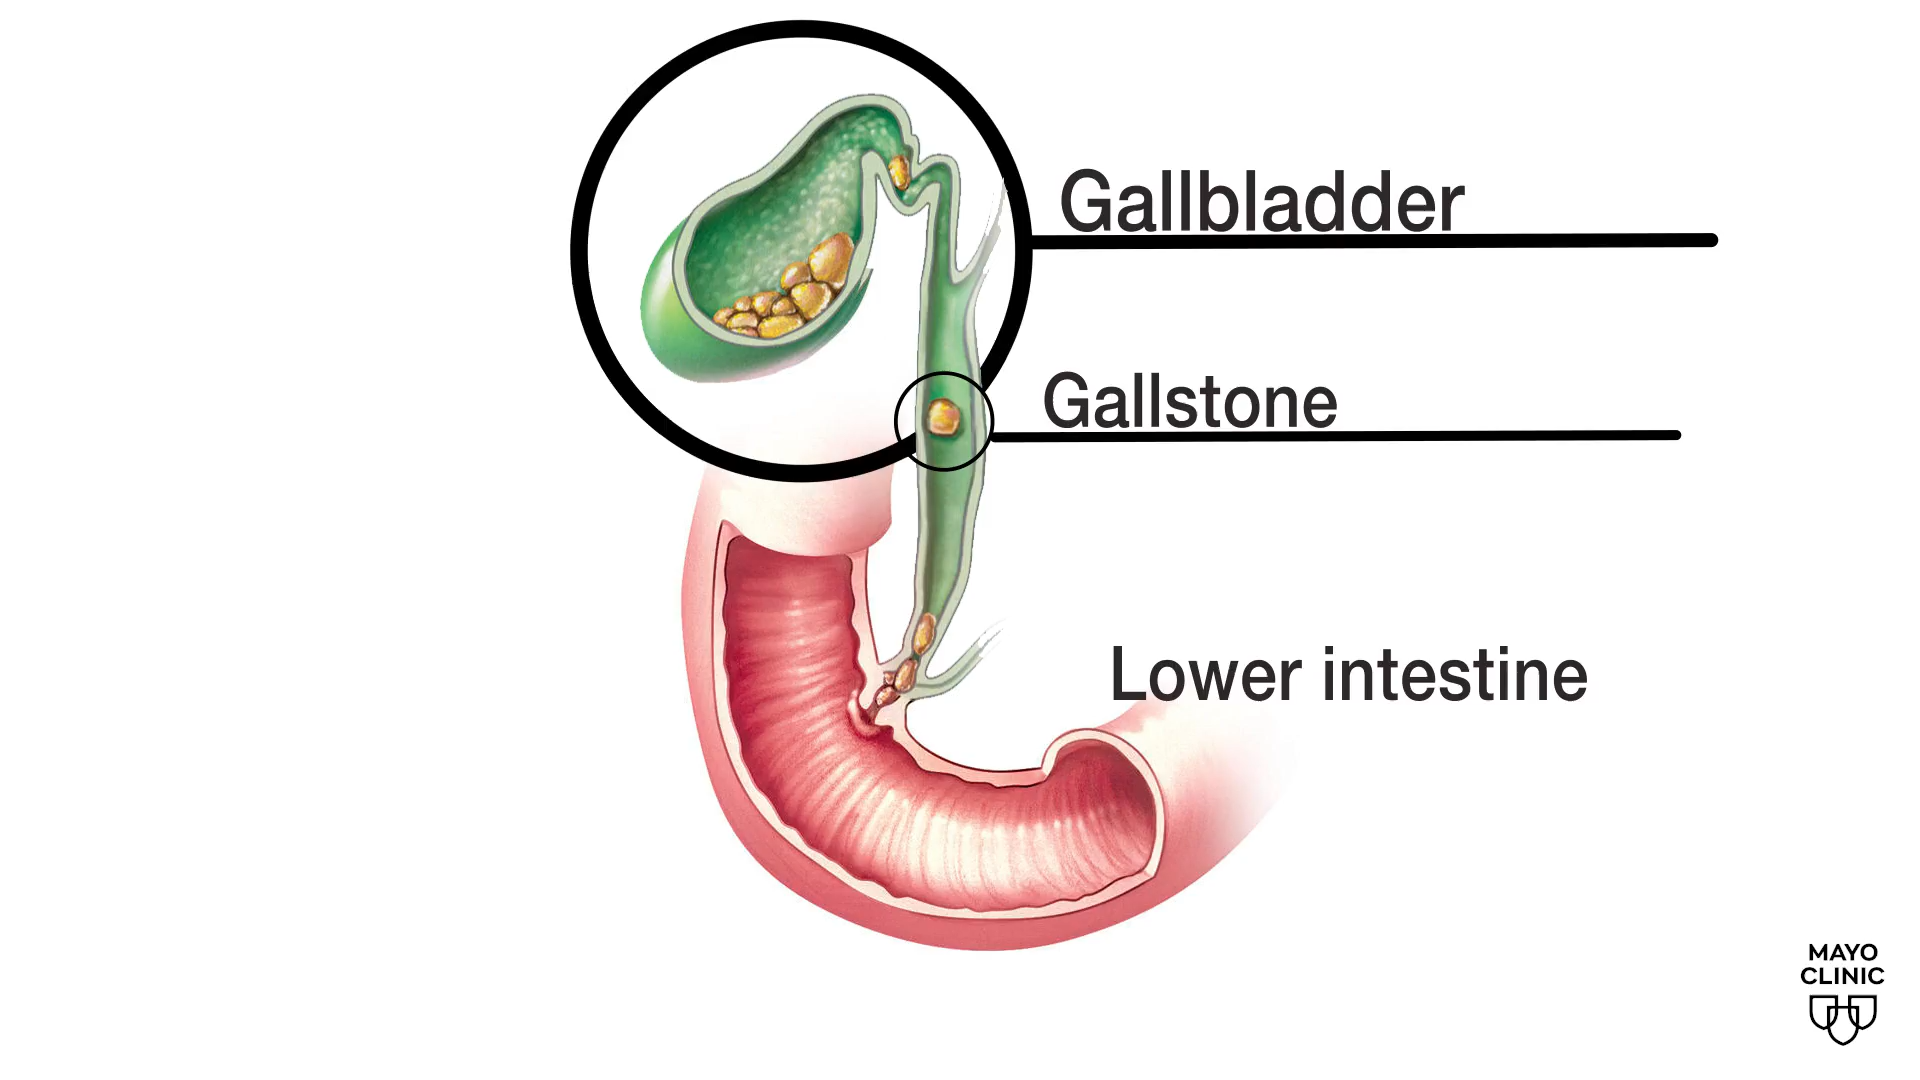 Gallbladder
Gallstone
Lower intestine
MAYO
CLINIC